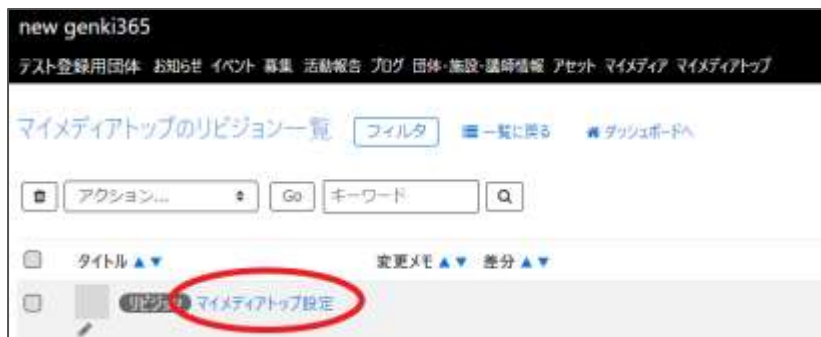 new genki365
テスト登録用団体 お知らせ イベント 募集 活動報告 ブログ 団体・施設・講師情報 アセット マイメディア マイメディアトップ
マイメディアトップのリビジョン一覧 フィルタ 一覧に戻る ダッシュボードへ
アクション... Go キーワード
タイトル ▲▼ 変更メモ ▲▼ 差分 ▲▼
リビジョン マイメディアトップ設定